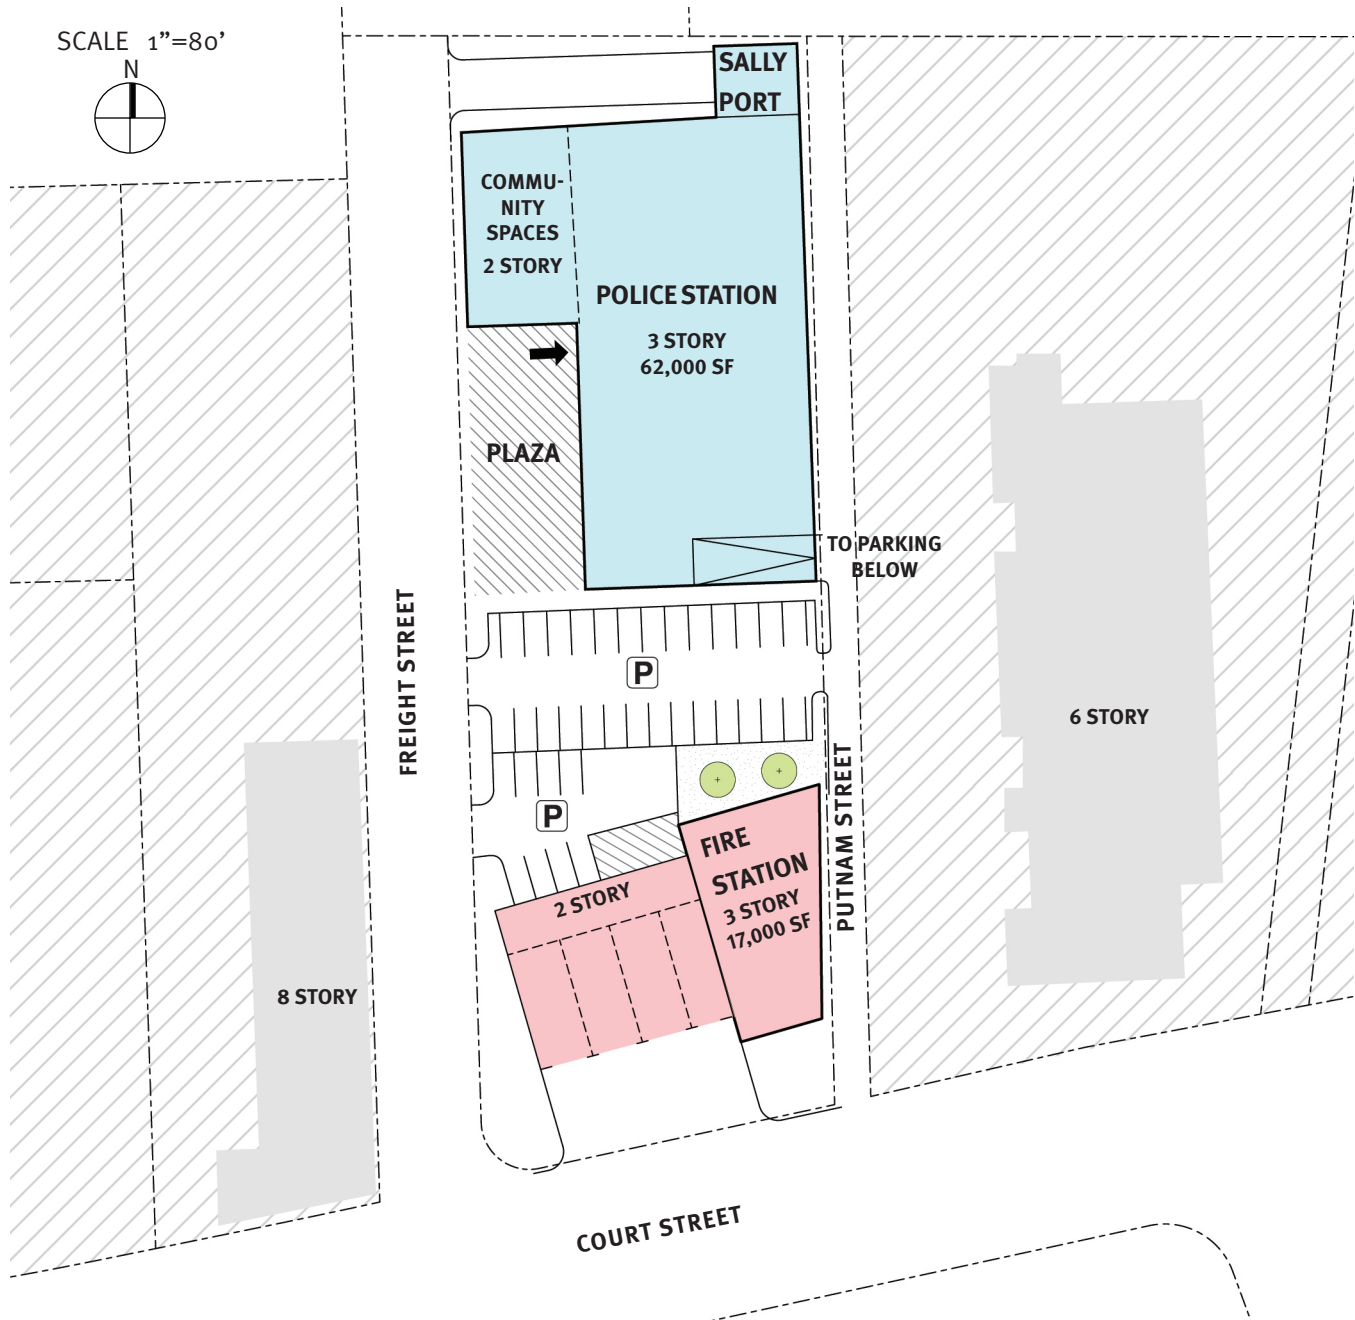 SCALE 1”=80’
N
SALLY
PORT
COMMU-
NITY
SPACES
2 STORY
POLICE STATION
3 STORY
62,000 SF
PLAZA
TO PARKING
BELOW
FREIGHT STREET
P
6 STORY
P
PUTNAM STREET
FIRE
STATION
3 STORY
17,000 SF
2 STORY
8 STORY
COURT STREET